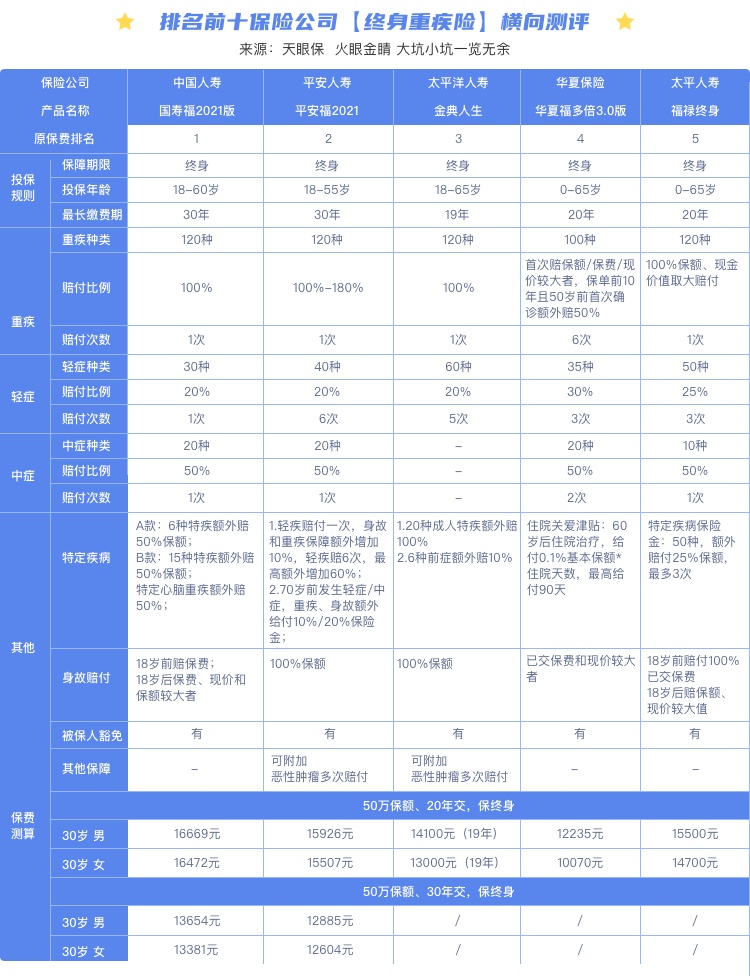 排名前十保险公司【终身重疾险】横向测评
来源：天眼保 火眼金睛 大坑小坑一览无余
保险公司 中国人寿 平安人寿 太平洋人寿 华夏保险 太平人寿
产品名称 国寿福2021版 平安福2021 金典人生 华夏福多倍3.0版 福禄终身
原保费排名 1 2 3 4 5
投保规则
保障期限 终身 终身 终身 终身 终身
投保年龄 18-60岁 18-55岁 18-65岁 0-65岁 0-65岁
最长缴费期 30年 30年 19年 20年 20年
重疾
重疾种类 120种 120种 120种 100种 120种
赔付比例 100% 100%-180% 100%
首次赔保额/保费/现
价较大者，保单前10
年且50岁前首次确
诊额外赔50%
100%保额、现金
价值取大赔付
赔付次数 1次 1次 1次 6次 1次
轻症
轻症种类 30种 40种 60种 35种 50种
赔付比例 20% 20% 20% 30% 25%
赔付次数 1次 6次 5次 3次 3次
中症
中症种类 20种 20种 – 20种 10种
赔付比例 50% 50% – 50% 50%
赔付次数 1次 1次 – 2次 1次
其他
特定疾病
A款：6种特疾额外赔
50%保额；
B款：15种特疾额外赔
50%保额；
特定心脑重疾额外赔
50%；
1.轻疾赔付一次，身故
和重疾保障额外增加
10%，轻疾赔6次，最
高额外增加60%；
2.70岁前发生轻症/中
症，重疾、身故额外
给付10%/20%保险
金；
1.20种成人特疾额外赔
100%
2.6种前症额外赔10%
住院关爱津贴：60
岁后住院治疗，给
付0.1%基本保额*
住院天数，最高给
付90天
特定疾病保险
金：50种，额外
赔付25%保额，
最多3次
身故赔付
18岁前赔保费；
18岁后保费、现价和
保额较大者
100%保额
100%保额
已交保费和现价较大
者
18岁前赔付100%
已交保费
18岁后赔保额、
现价较大值
被保人豁免 有 有 有 有 有
其他保障 –
可附加
恶性肿瘤多次赔付
可附加
恶性肿瘤多次赔付
– –
保费
测算
50万保额、20年交，保终身
30岁 男 16669元 15926元 14100元（19年） 12235元 15500元
30岁 女 16472元 15507元 13000元（19年） 10070元 14700元
50万保额、30年交，保终身
30岁 男 13654元 12885元 / / /
30岁 女 13381元 12604元 / / /